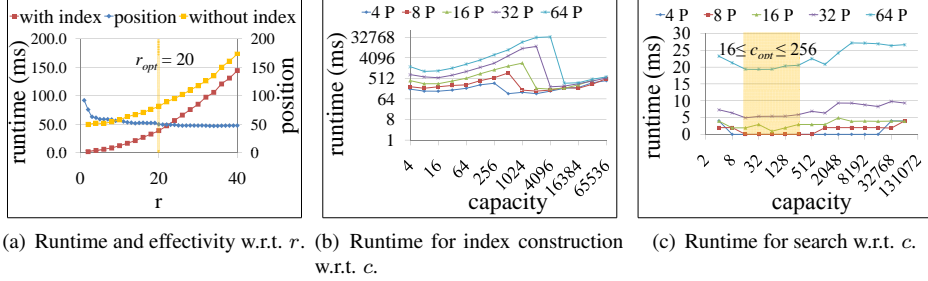 with index position without index
runtime (ms)
200.0
150.0
100.0
50.0
0.0
r_opt = 20
200
150
100
50
0
position
0 20 40
r
4 P 8 P 16 P 32 P 64 P
runtime (ms)
32768
4096
512
64
8
1
4 16 64 256 1024 4096 16384 65536
capacity
4 P 8 P 16 P 32 P 64 P
runtime (ms)
30
25
20
15
10
5
0
16≤ c_opt ≤ 256
2 8 32 128 512 2048 8192 32768 131072
capacity
(a) Runtime and effectivity w.r.t. r.
(b) Runtime for index construction
w.r.t. c.
(c) Runtime for search w.r.t. c.